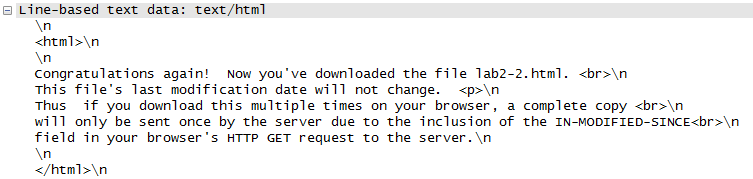 Line-based text data: text/html
\n
<html>\n
\n
Congratulations again!  Now you've downloaded the file lab2-2.html. <br>\n
This file's last modification date will not change.  <p>\n
Thus  if you download this multiple times on your browser, a complete copy <br>\n
will only be sent once by the server due to the inclusion of the IN-MODIFIED-SINCE<br>\n
field in your browser's HTTP GET request to the server.\n
\n
</html>\n